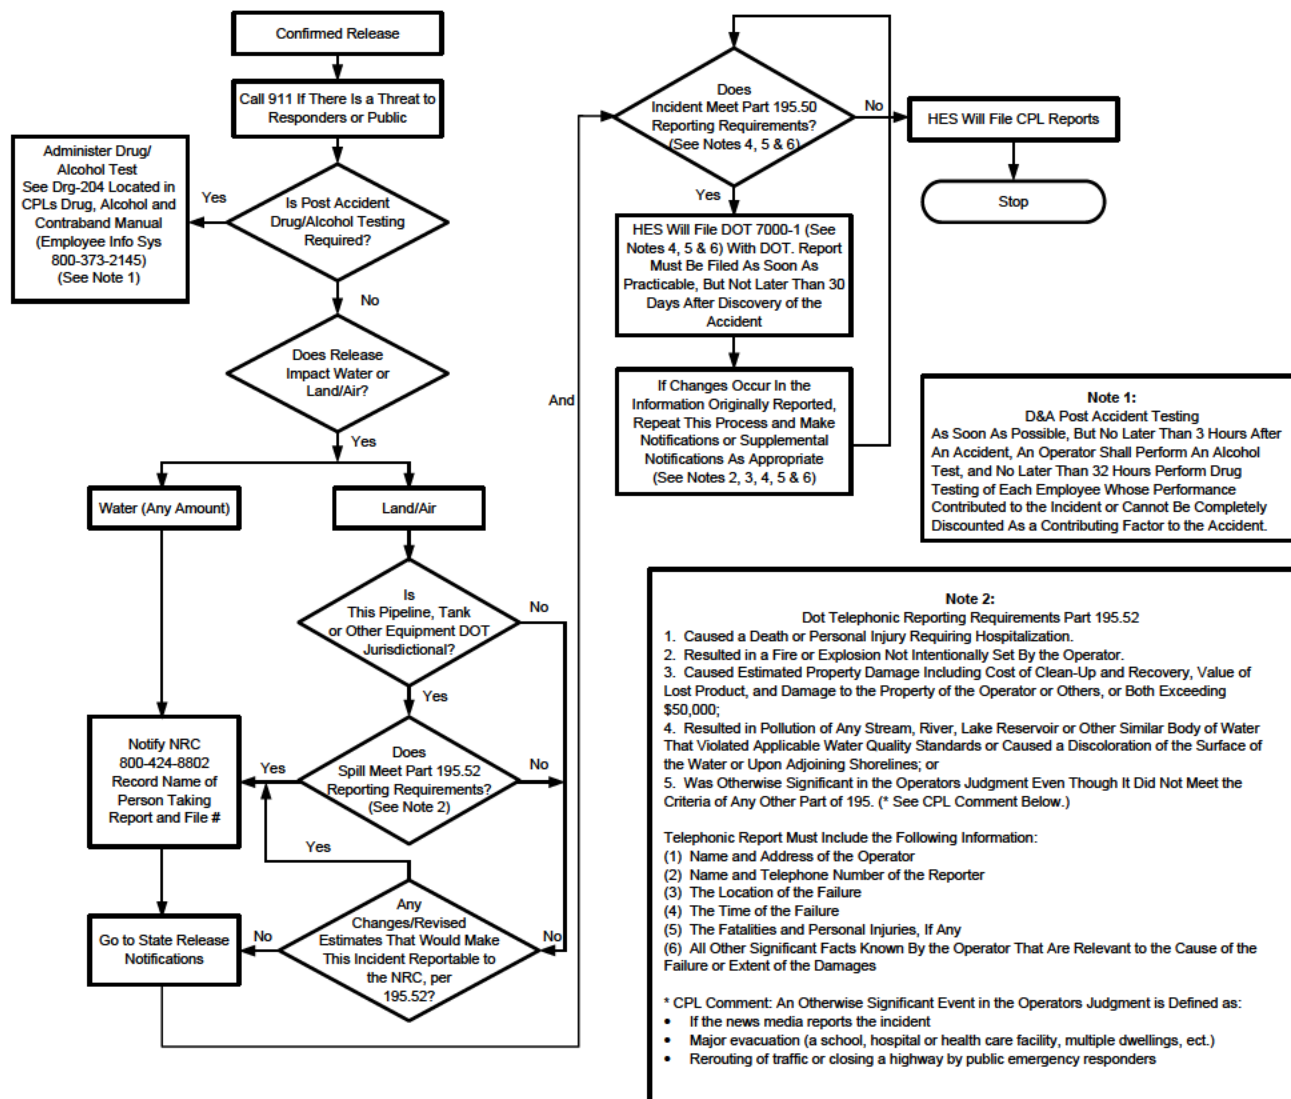 Confirmed Release
Call 911 If There Is a Threat to
Responders or Public
Administer Drug/
Alcohol Test
See Drg-204 Located in
CPLs Drug, Alcohol and
Contraband Manual
(Employee Info Sys
800-373-2145)
(See Note 1)
Yes
Is Post Accident
Drug/Alcohol Testing
Required?
No
Does Release
Impact Water or
Land/Air?
Yes
Water (Any Amount)
Land/Air
Is
This Pipeline, Tank
or Other Equipment DOT
Jurisdictional?
No
Yes
Notify NRC
800-424-8802
Record Name of
Person Taking
Report and File #
Yes
Does
Spill Meet Part 195.52
Reporting Requirements?
(See Note 2)
No
Yes
Any
Changes/Revised
Estimates That Would Make
This Incident Reportable to
the NRC, per
195.52?
No
No
Go to State Release
Notifications
And
Does
Incident Meet Part 195.50
Reporting Requirements?
(See Notes 4, 5 & 6)
No
HES Will File CPL Reports
Stop
Yes
HES Will File DOT 7000-1 (See
Notes 4, 5 & 6) With DOT. Report
Must Be Filed As Soon As
Practicable, But Not Later Than 30
Days After Discovery of the
Accident
If Changes Occur In the
Information Originally Reported,
Repeat This Process and Make
Notifications or Supplemental
Notifications As Appropriate
(See Notes 2, 3, 4, 5 & 6)
Note 1:
D&A Post Accident Testing
As Soon As Possible, But No Later Than 3 Hours After
An Accident, An Operator Shall Perform An Alcohol
Test, and No Later Than 32 Hours Perform Drug
Testing of Each Employee Whose Performance
Contributed to the Incident or Cannot Be Completely
Discounted As a Contributing Factor to the Accident.
Note 2:
Dot Telephonic Reporting Requirements Part 195.52
1. Caused a Death or Personal Injury Requiring Hospitalization.
2. Resulted in a Fire or Explosion Not Intentionally Set By the Operator.
3. Caused Estimated Property Damage Including Cost of Clean-Up and Recovery, Value of
Lost Product, and Damage to the Property of the Operator or Others, or Both Exceeding
$50,000;
4. Resulted in Pollution of Any Stream, River, Lake Reservoir or Other Similar Body of Water
That Violated Applicable Water Quality Standards or Caused a Discoloration of the Surface of
the Water or Upon Adjoining Shorelines; or
5. Was Otherwise Significant in the Operators Judgment Even Though It Did Not Meet the
Criteria of Any Other Part of 195. (* See CPL Comment Below.)
Telephonic Report Must Include the Following Information:
(1) Name and Address of the Operator
(2) Name and Telephone Number of the Reporter
(3) The Location of the Failure
(4) The Time of the Failure
(5) The Fatalities and Personal Injuries, If Any
(6) All Other Significant Facts Known By the Operator That Are Relevant to the Cause of the
Failure or Extent of the Damages
* CPL Comment: An Otherwise Significant Event in the Operators Judgment is Defined as:
• If the news media reports the incident
• Major evacuation (a school, hospital or health care facility, multiple dwellings, ect.)
• Rerouting of traffic or closing a highway by public emergency responders